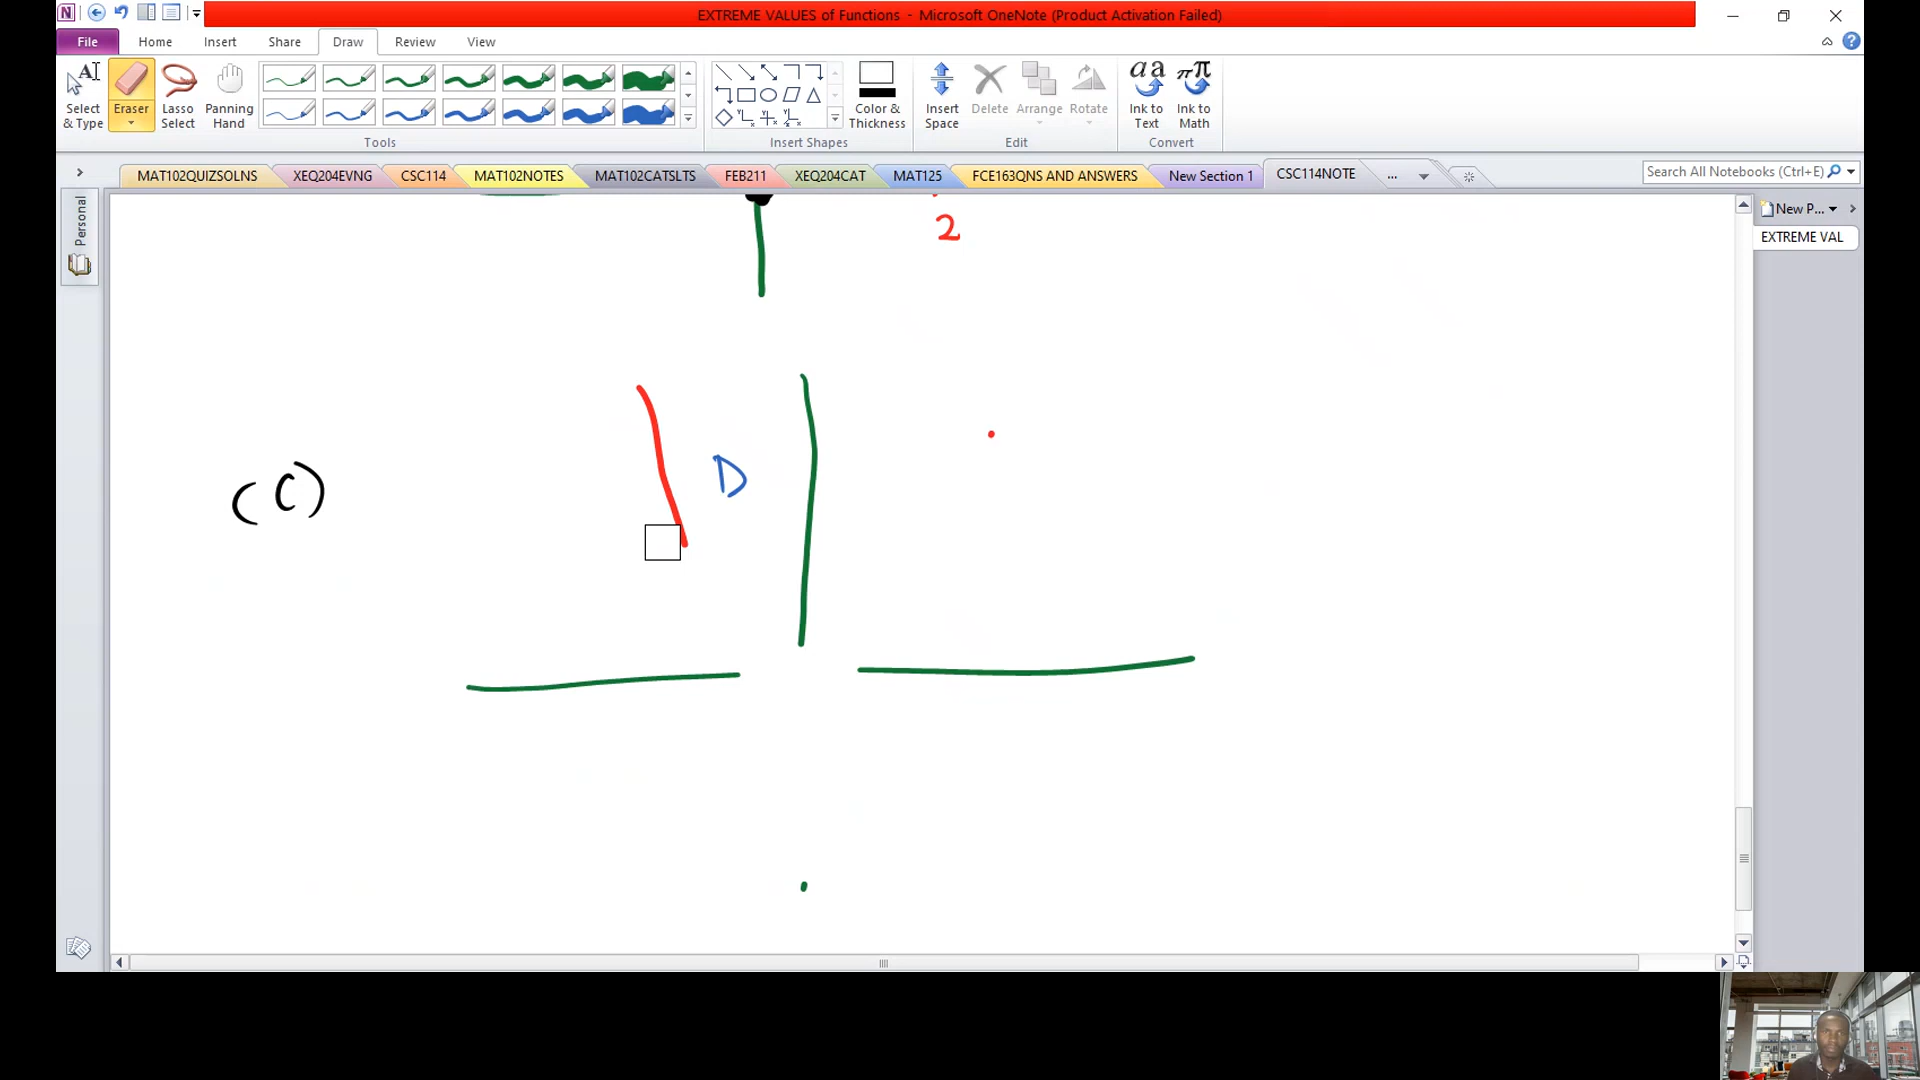 EXTREME VALUES of Functions - Microsoft OneNote (Product Activation Failed)
File Home Insert Share Draw Review View
Select & Type
Eraser
Lasso Select
Panning Hand
Color & Thickness
Insert Space
Delete
Arrange
Rotate
Ink to Text
Ink to Math
Tools
Insert Shapes
Edit
Convert
MAT102QUIZSOLNS XEQ204EVNG CSC114 MAT102NOTES MAT102CATSLTS FEB211 XEQ204CAT MAT125 FCE163QNS AND ANSWERS New Section 1 CSC114NOTE ...
Search All Notebooks (Ctrl+E)
Personal
New P...
EXTREME VAL
2
(C)
D